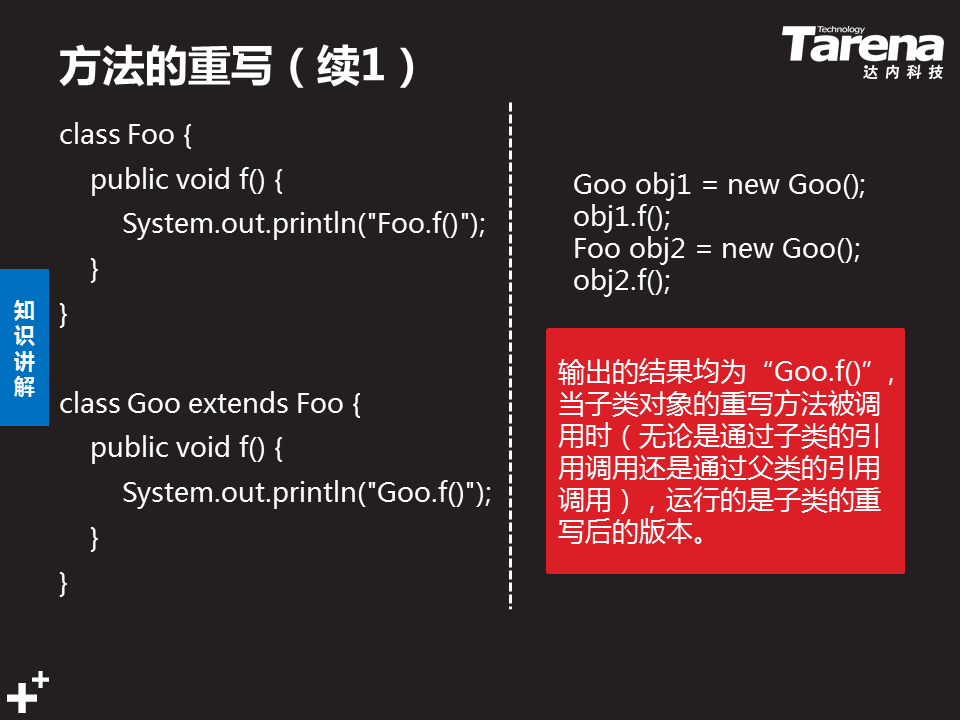 方法的重写（续1）
Technology
Tarena
达内科技
class Foo {
public void f() {
System.out.println("Foo.f()");
}
}
class Goo extends Foo {
public void f() {
System.out.println("Goo.f()");
}
}
知
识
讲
解
Goo obj1 = new Goo();
obj1.f();
Foo obj2 = new Goo();
obj2.f();
输出的结果均为“Goo.f()”,
当子类对象的重写方法被调
用时（无论是通过子类的引
用调用还是通过父类的引用
调用），运行的是子类的重
写后的版本。